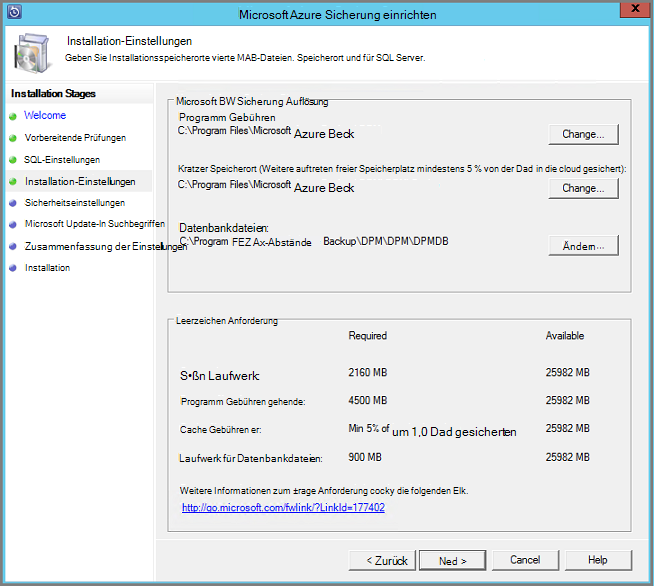 Microsoft Azure Sicherung einrichten
Installation-Einstellungen
Geben Sie Installationsspeicherorte vierte MAB-Dateien. Speicherort und für SQL Server.
Installation Stages
Welcome
Vorbereitende Prüfungen
SQL-Einstellungen
Installation-Einstellungen
Sicherheitseinstellungen
Microsoft Update-In Suchbegriffen
Zusammenfassung der Einstellungen
Installation
Microsoft BW Sicherung Auflösung
Programm Gebühren
C:\Program Files\Microsoft Azure Beck
Change...
Kratzer Speicherort (Weitere auftreten freier Speicherplatz mindestens 5 % von der Dad in die cloud gesichert):
C:\Program Files\Microsoft Azure Beck
Change...
Datenbankdateien:
C:\Program FEZ Ax-Abstände Backup\DPM\DPM\DPMDB
Ändern...
Leerzeichen Anforderung
Required Available
S•ßn Laufwerk: 2160 MB 25982 MB
Programm Gebühren gehende: 4500 MB 25982 MB
Cache Gebühren er: Min 5% of um 1,0 Dad gesicherten 25982 MB
Laufwerk für Datenbankdateien: 900 MB 25982 MB
Weitere Informationen zum ±rage Anforderung cocky die folgenden Elk.
http://go.microsoft.com/fwlink/?LinkId=177402
< Zurück Ned > Cancel Help